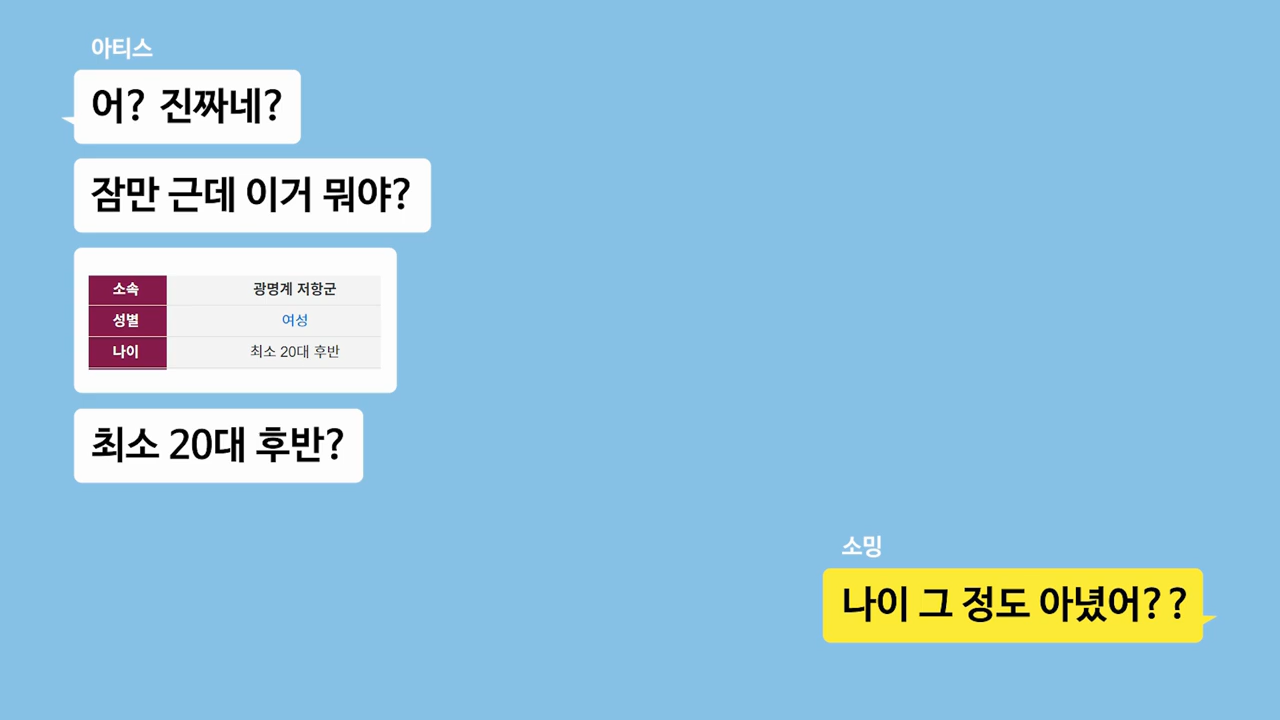 아티스
어? 진짜네?
잠만 근데 이거 뭐야?
소속 광명계 저항군
성별 여성
나이 최소 20대 후반
최소 20대 후반?
소밍
나이 그 정도 아녔어??